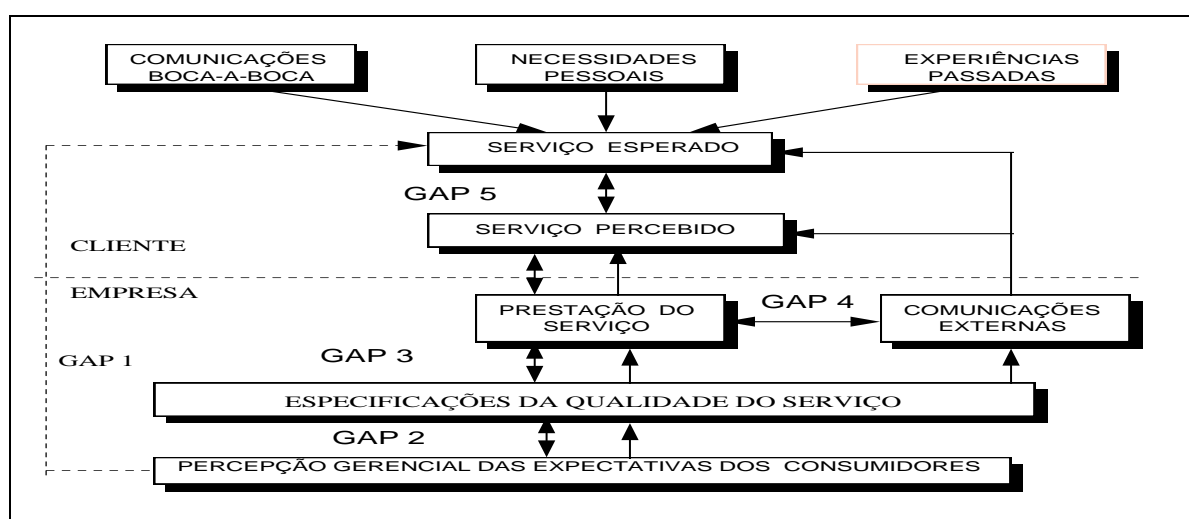 COMUNICAÇÕES
BOCA-A-BOCA
NECESSIDADES
PESSOAIS
EXPERIÊNCIAS
PASSADAS
SERVIÇO ESPERADO
GAP 5
SERVIÇO PERCEBIDO
CLIENTE
EMPRESA
PRESTAÇÃO DO
SERVIÇO
GAP 4
COMUNICAÇÕES
EXTERNAS
GAP 1
GAP 3
ESPECIFICAÇÕES DA QUALIDADE DO SERVIÇO
GAP 2
PERCEPÇÃO GERENCIAL DAS EXPECTATIVAS DOS CONSUMIDORES